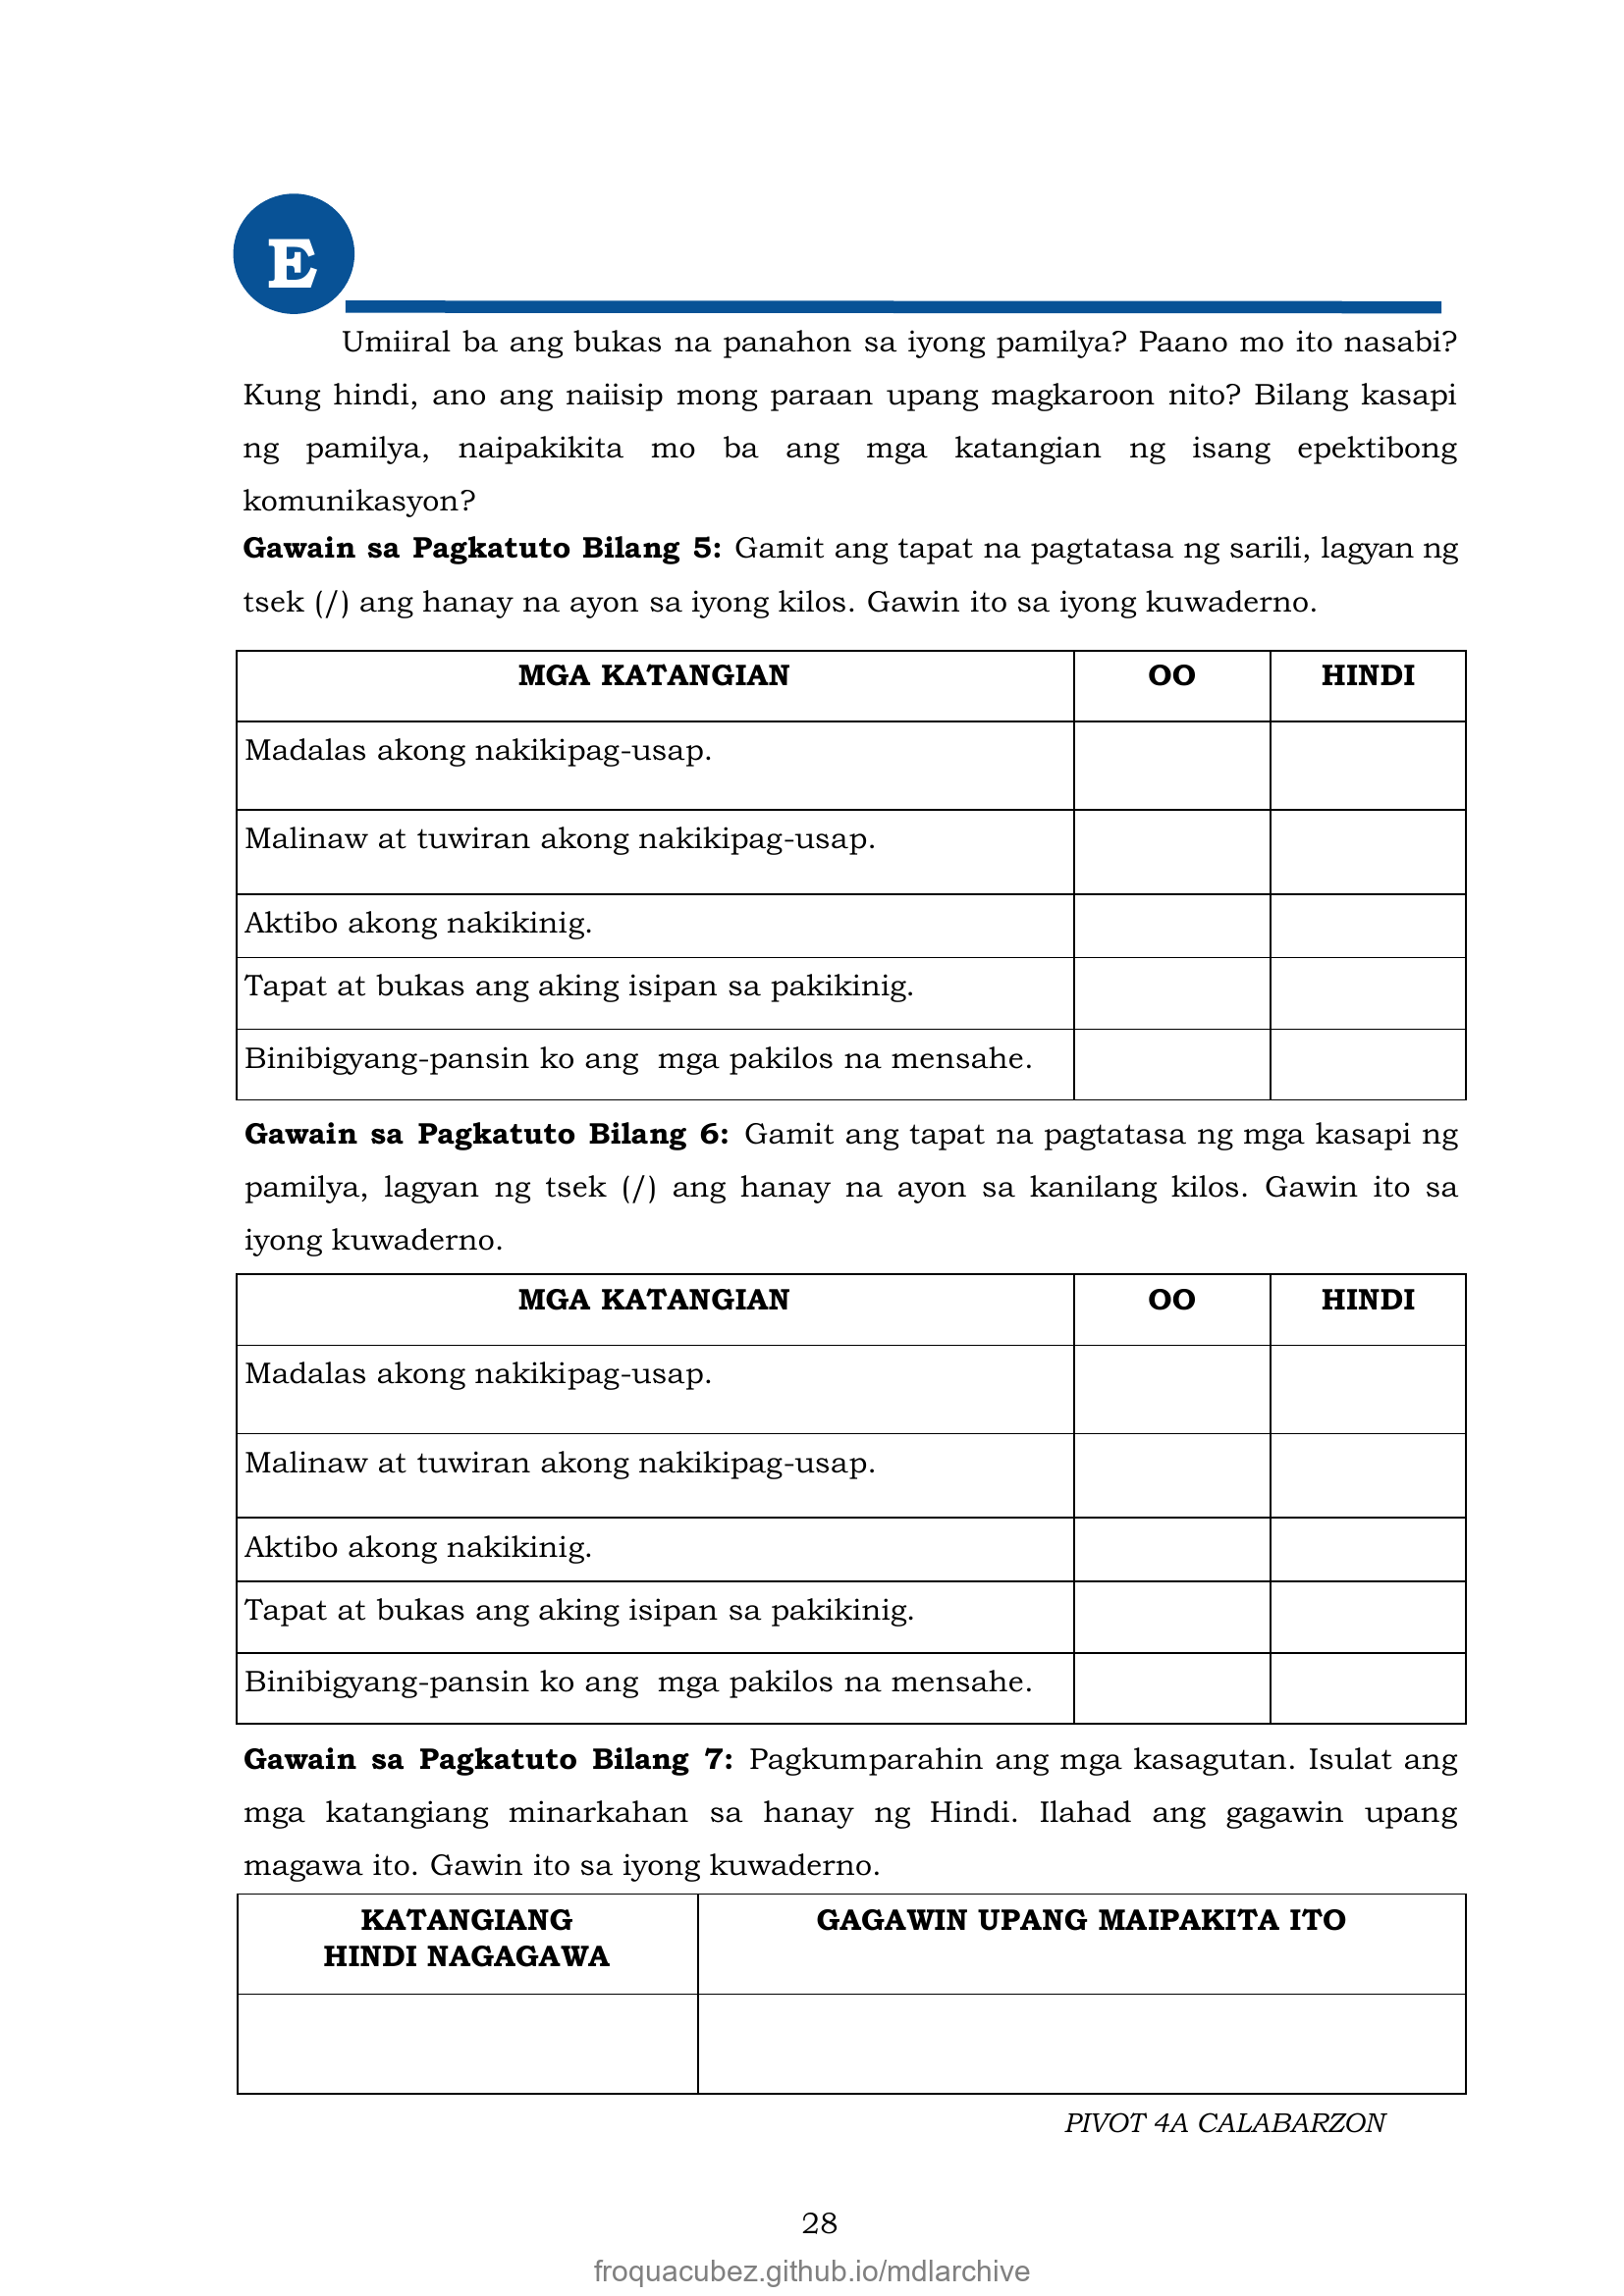 E
Umiiral ba ang bukas na panahon sa iyong pamilya? Paano mo ito nasabi?
Kung hindi, ano ang naiisip mong paraan upang magkaroon nito? Bilang kasapi
ng pamilya, naipakikita mo ba ang mga katangian ng isang epektibong
komunikasyon?
Gawain sa Pagkatuto Bilang 5: Gamit ang tapat na pagtatasa ng sarili, lagyan ng
tsek (/) ang hanay na ayon sa iyong kilos. Gawin ito sa iyong kuwaderno.
MGA KATANGIAN OO HINDI
Madalas akong nakikipag-usap.
Malinaw at tuwiran akong nakikipag-usap.
Aktibo akong nakikinig.
Tapat at bukas ang aking isipan sa pakikinig.
Binibigyang-pansin ko ang mga pakilos na mensahe.
Gawain sa Pagkatuto Bilang 6: Gamit ang tapat na pagtatasa ng mga kasapi ng
pamilya, lagyan ng tsek (/) ang hanay na ayon sa kanilang kilos. Gawin ito sa
iyong kuwaderno.
MGA KATANGIAN OO HINDI
Madalas akong nakikipag-usap.
Malinaw at tuwiran akong nakikipag-usap.
Aktibo akong nakikinig.
Tapat at bukas ang aking isipan sa pakikinig.
Binibigyang-pansin ko ang mga pakilos na mensahe.
Gawain sa Pagkatuto Bilang 7: Pagkumparahin ang mga kasagutan. Isulat ang
mga katangiang minarkahan sa hanay ng Hindi. Ilahad ang gagawin upang
magawa ito. Gawin ito sa iyong kuwaderno.
KATANGIANG
HINDI NAGAGAWA
GAGAWIN UPANG MAIPAKITA ITO
PIVOT 4A CALABARZON
28
froquacubez.github.io/mdlarchive